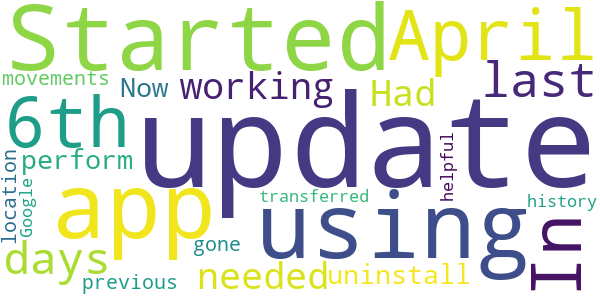 Started April
movements Now working Had last
6th update
perform
location Google app using In
helpful
transferred history
days gone
previous needed uninstall